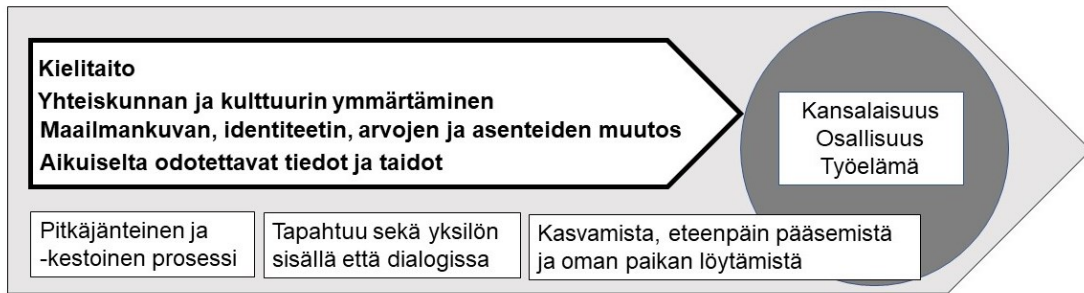 Kielitaito
Yhteiskunnan ja kulttuurin ymmärtäminen
Maailmankuvan, identiteetin, arvojen ja asenteiden muutos
Aikuiselta odotettavat tiedot ja taidot
Kansalaisuus
Osallisuus
Työelämä
Pitkäjänteinen ja
-kestoinen prosessi
Tapahtuu sekä yksilön
sisällä että dialogissa
Kasvamista, eteenpäin pääsemistä
ja oman paikan löytämistä